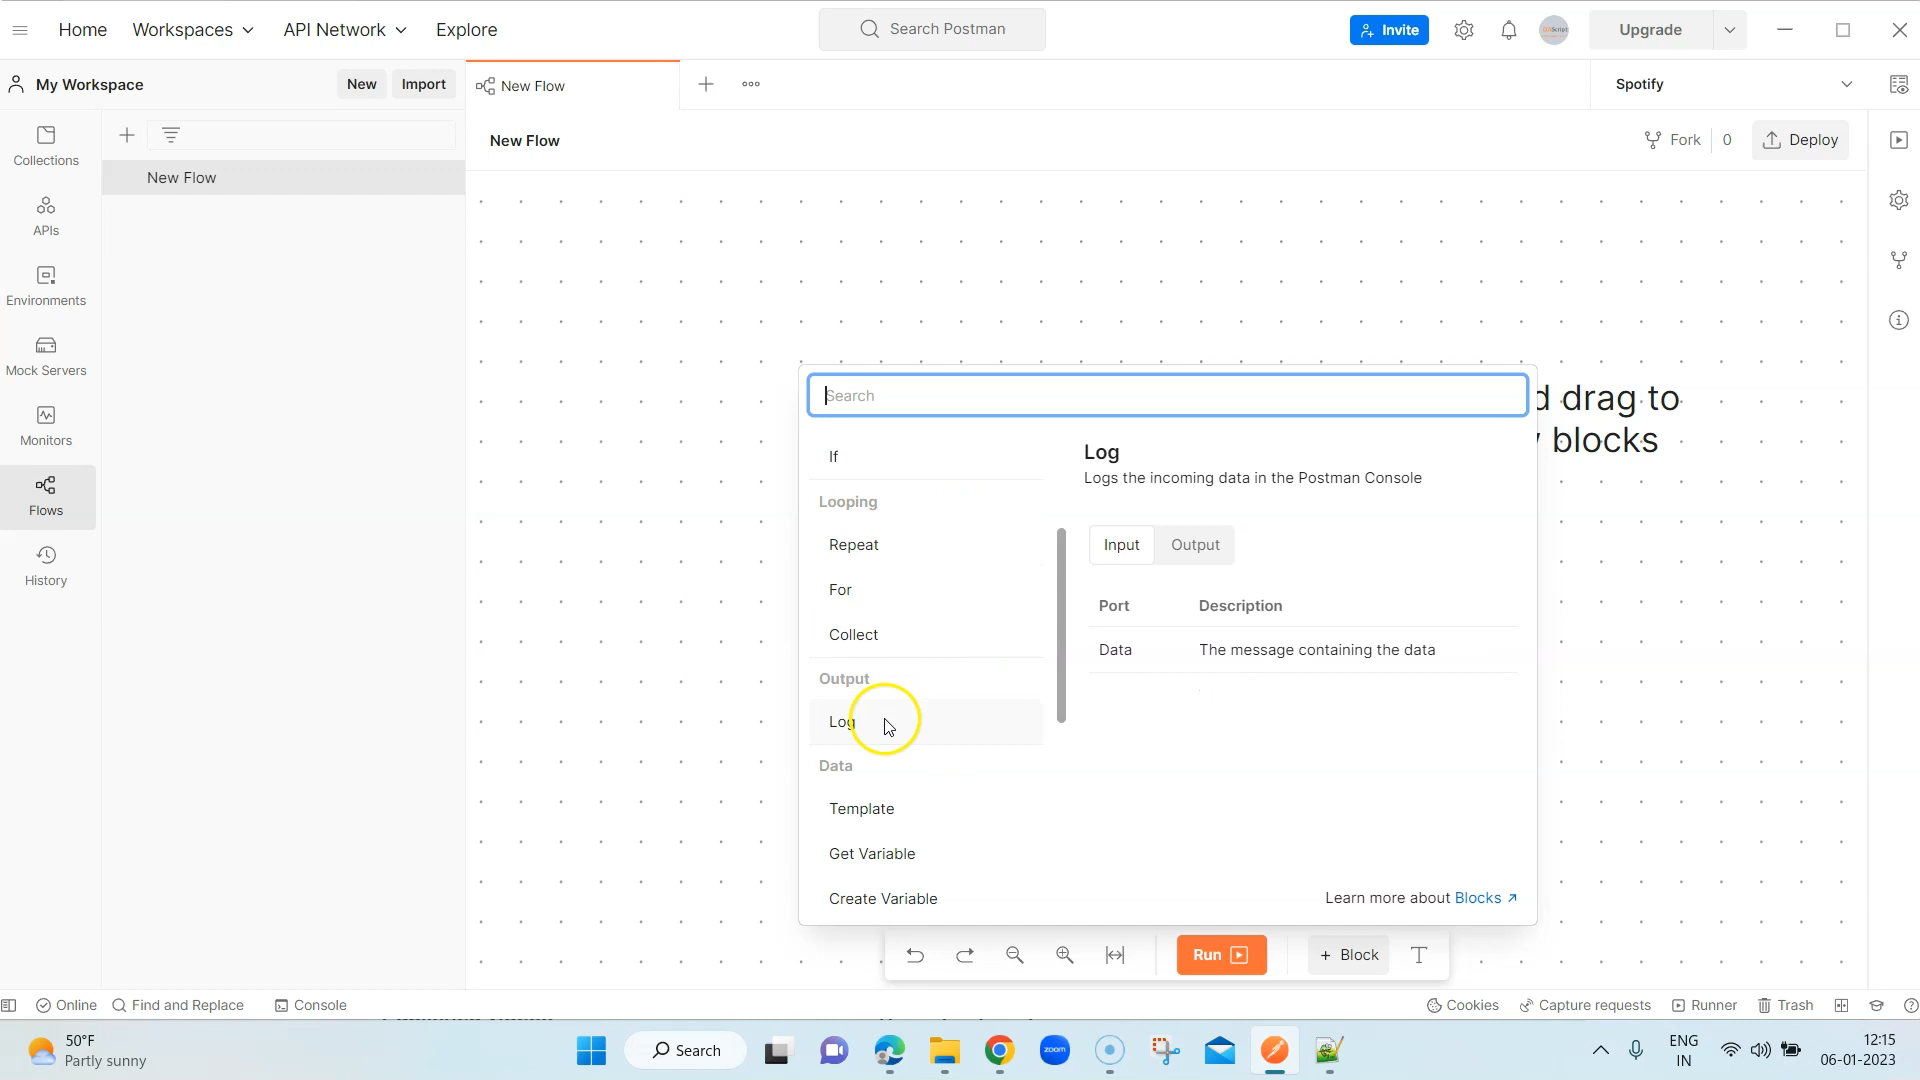 Home
Workspaces
API Network
Explore
Search Postman
Invite
Upgrade
My Workspace
New
Import
New Flow
Spotify
Collections
New Flow
Fork
0
Deploy
New Flow
APIs
Environments
Mock Servers
Monitors
Flows
History
Search
d drag to
blocks
If
Looping
Repeat
For
Collect
Output
Log
Data
Template
Get Variable
Create Variable
Log
Logs the incoming data in the Postman Console
Input
Output
Port
Description
Data
The message containing the data
Learn more about Blocks
Run
+ Block
T
Online
Find and Replace
Console
Cookies
Capture requests
Runner
Trash
50°F
Partly sunny
Search
zoom
ENG
IN
12:15
06-01-2023